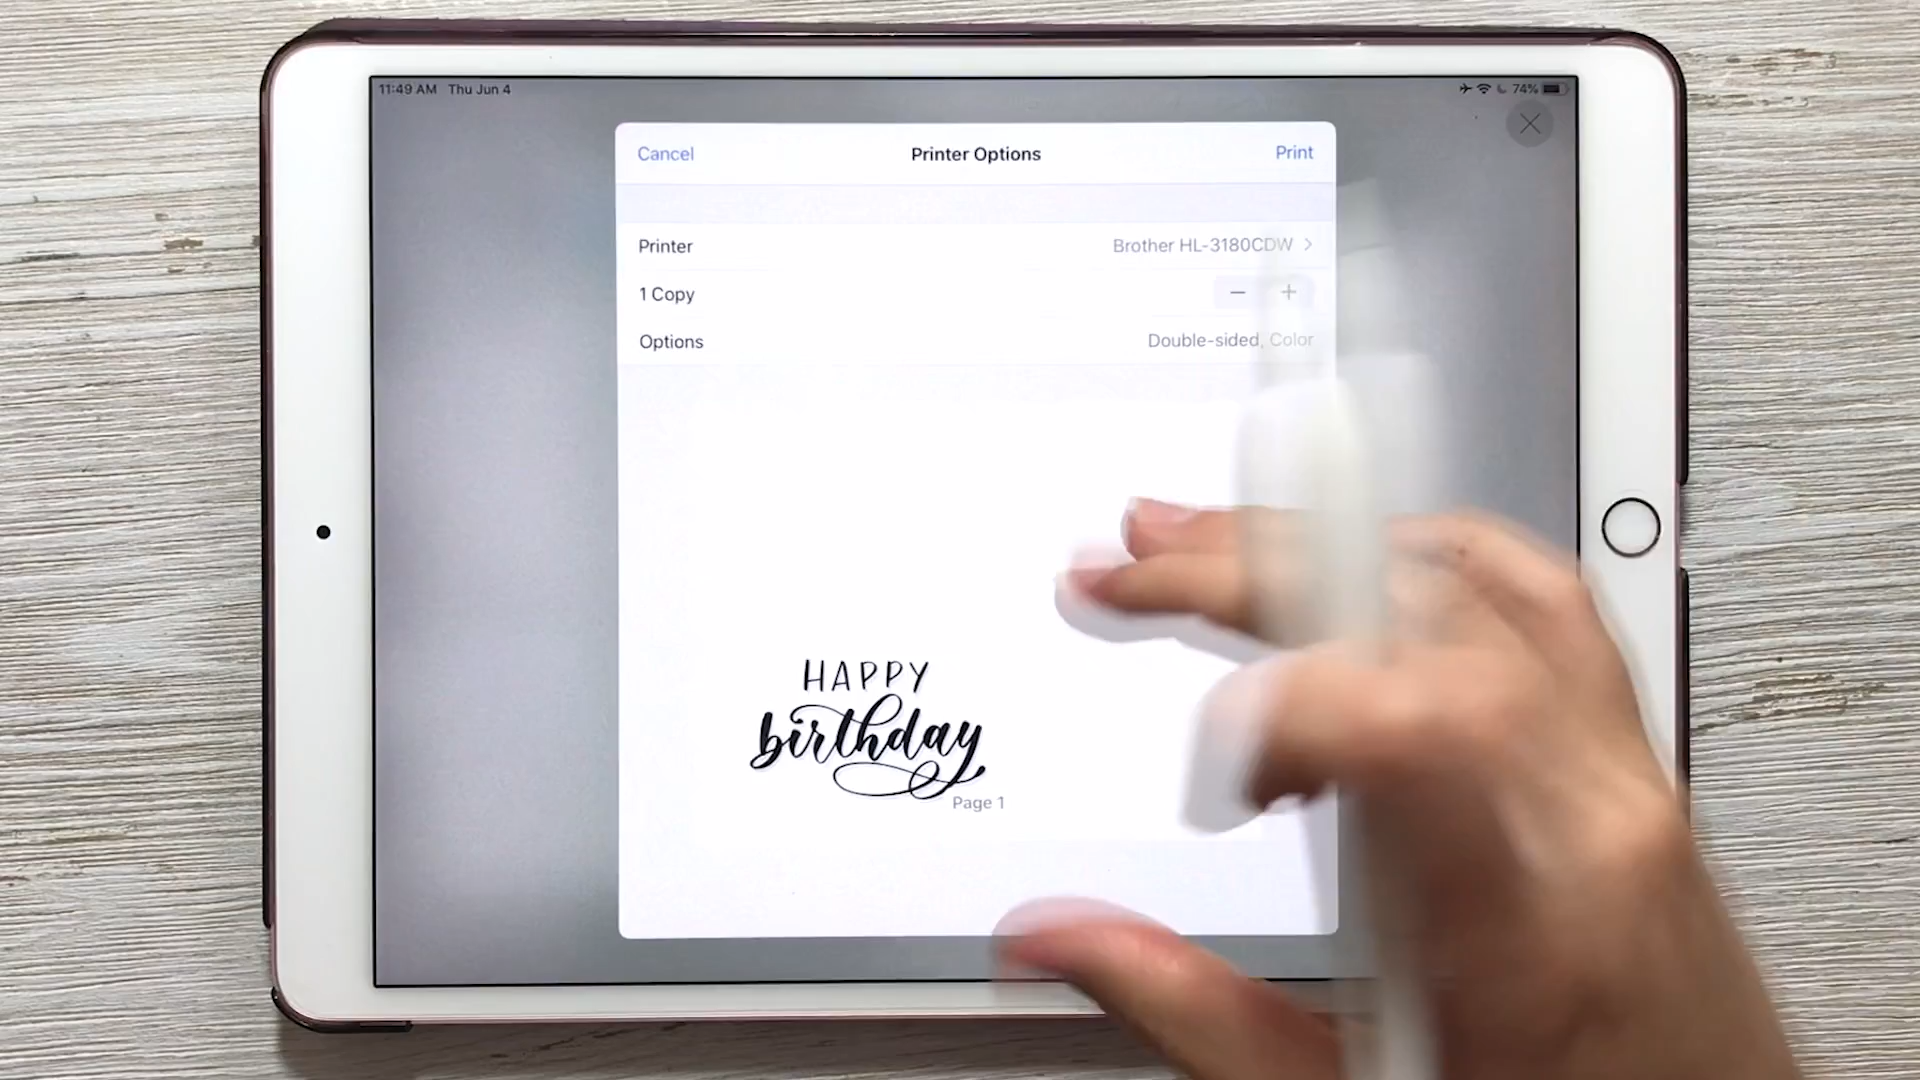 11:49 AM Thu Jun 4
74%
Cancel Printer Options Print
Printer Brother HL-3180CDW
1 Copy
Options Double-sided, Color
HAPPY
birthday
Page 1